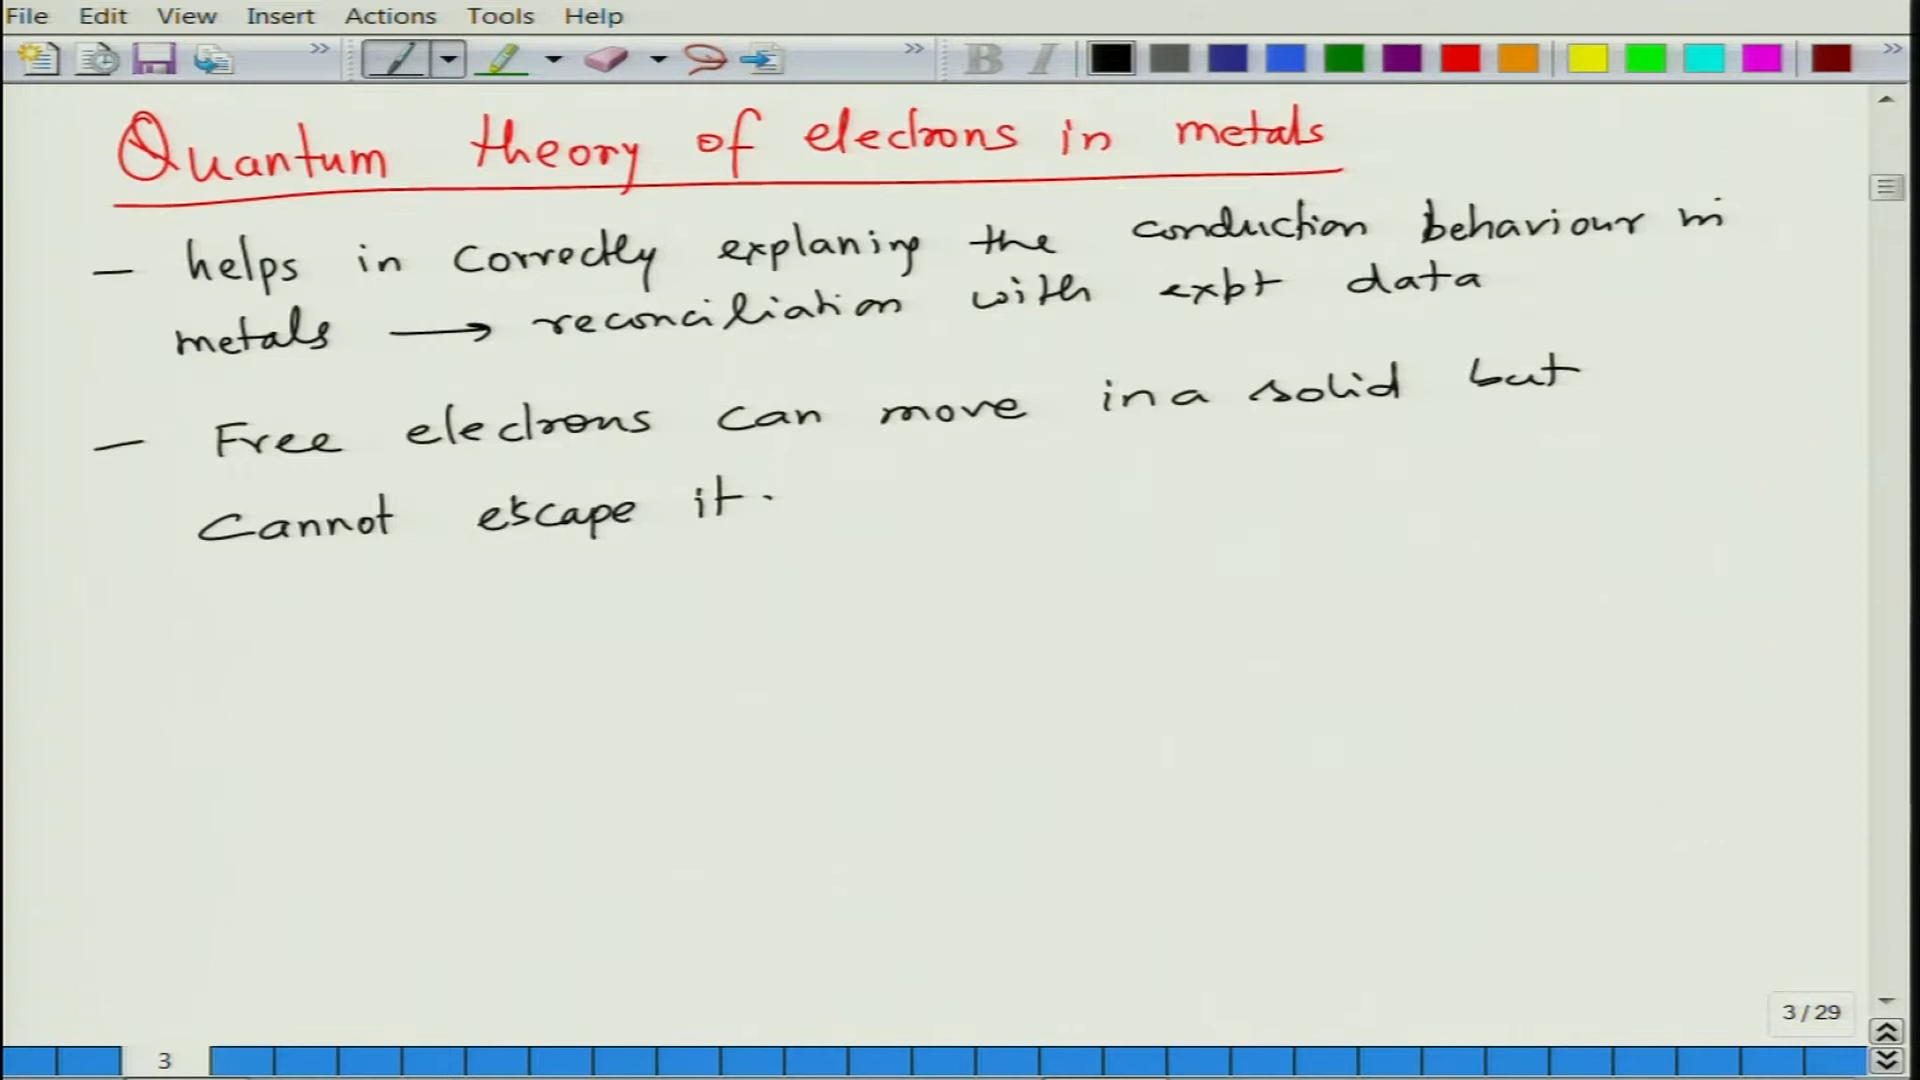 File Edit View Insert Actions Tools Help
B I
Quantum theory of electrons in metals
- helps in correctly explaning the conduction behaviour in
metals → reconciliation with expt data
- Free electrons can move in a solid but
cannot escape it.
3 / 29
3